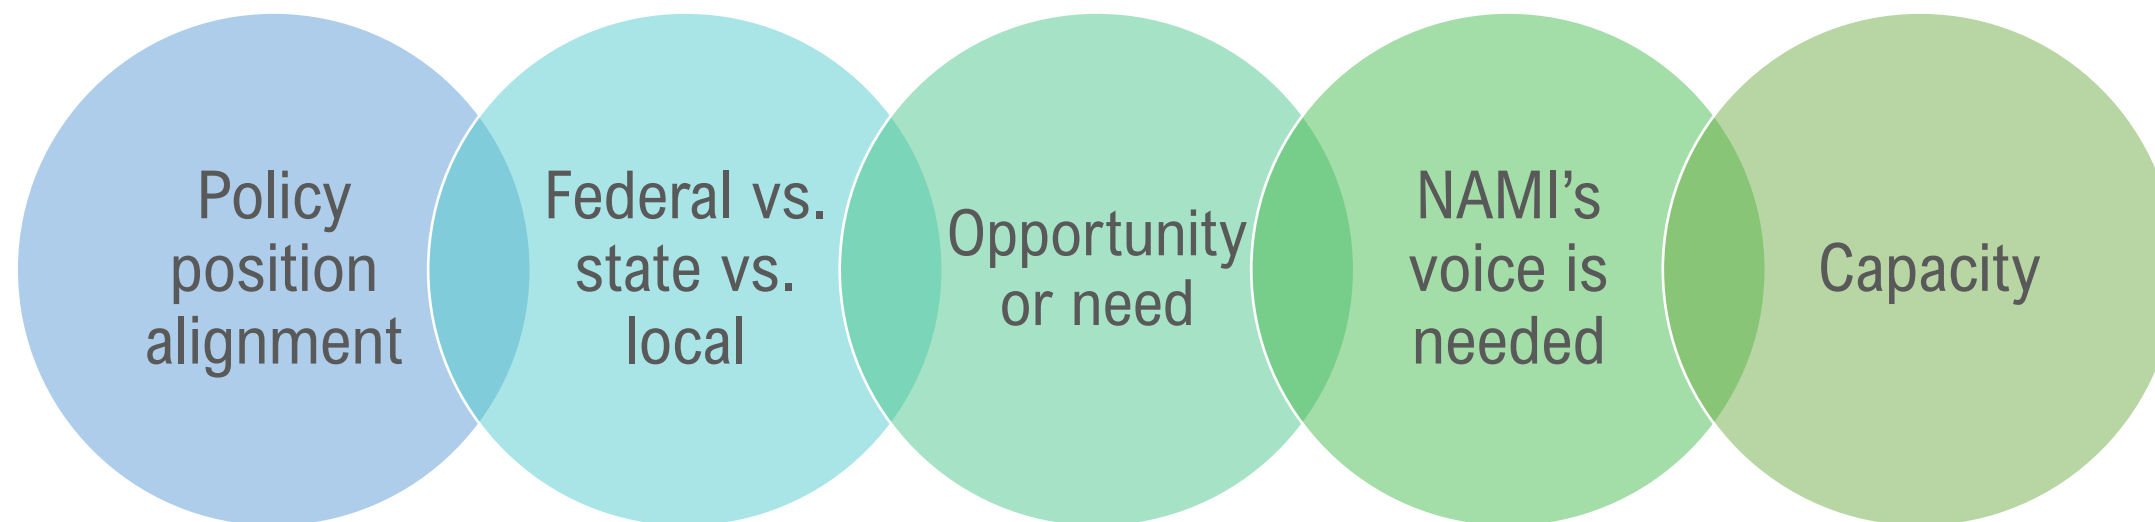 Policy
position
alignment
Federal vs.
state vs.
local
Opportunity
or need
NAMI’s
voice is
needed
Capacity